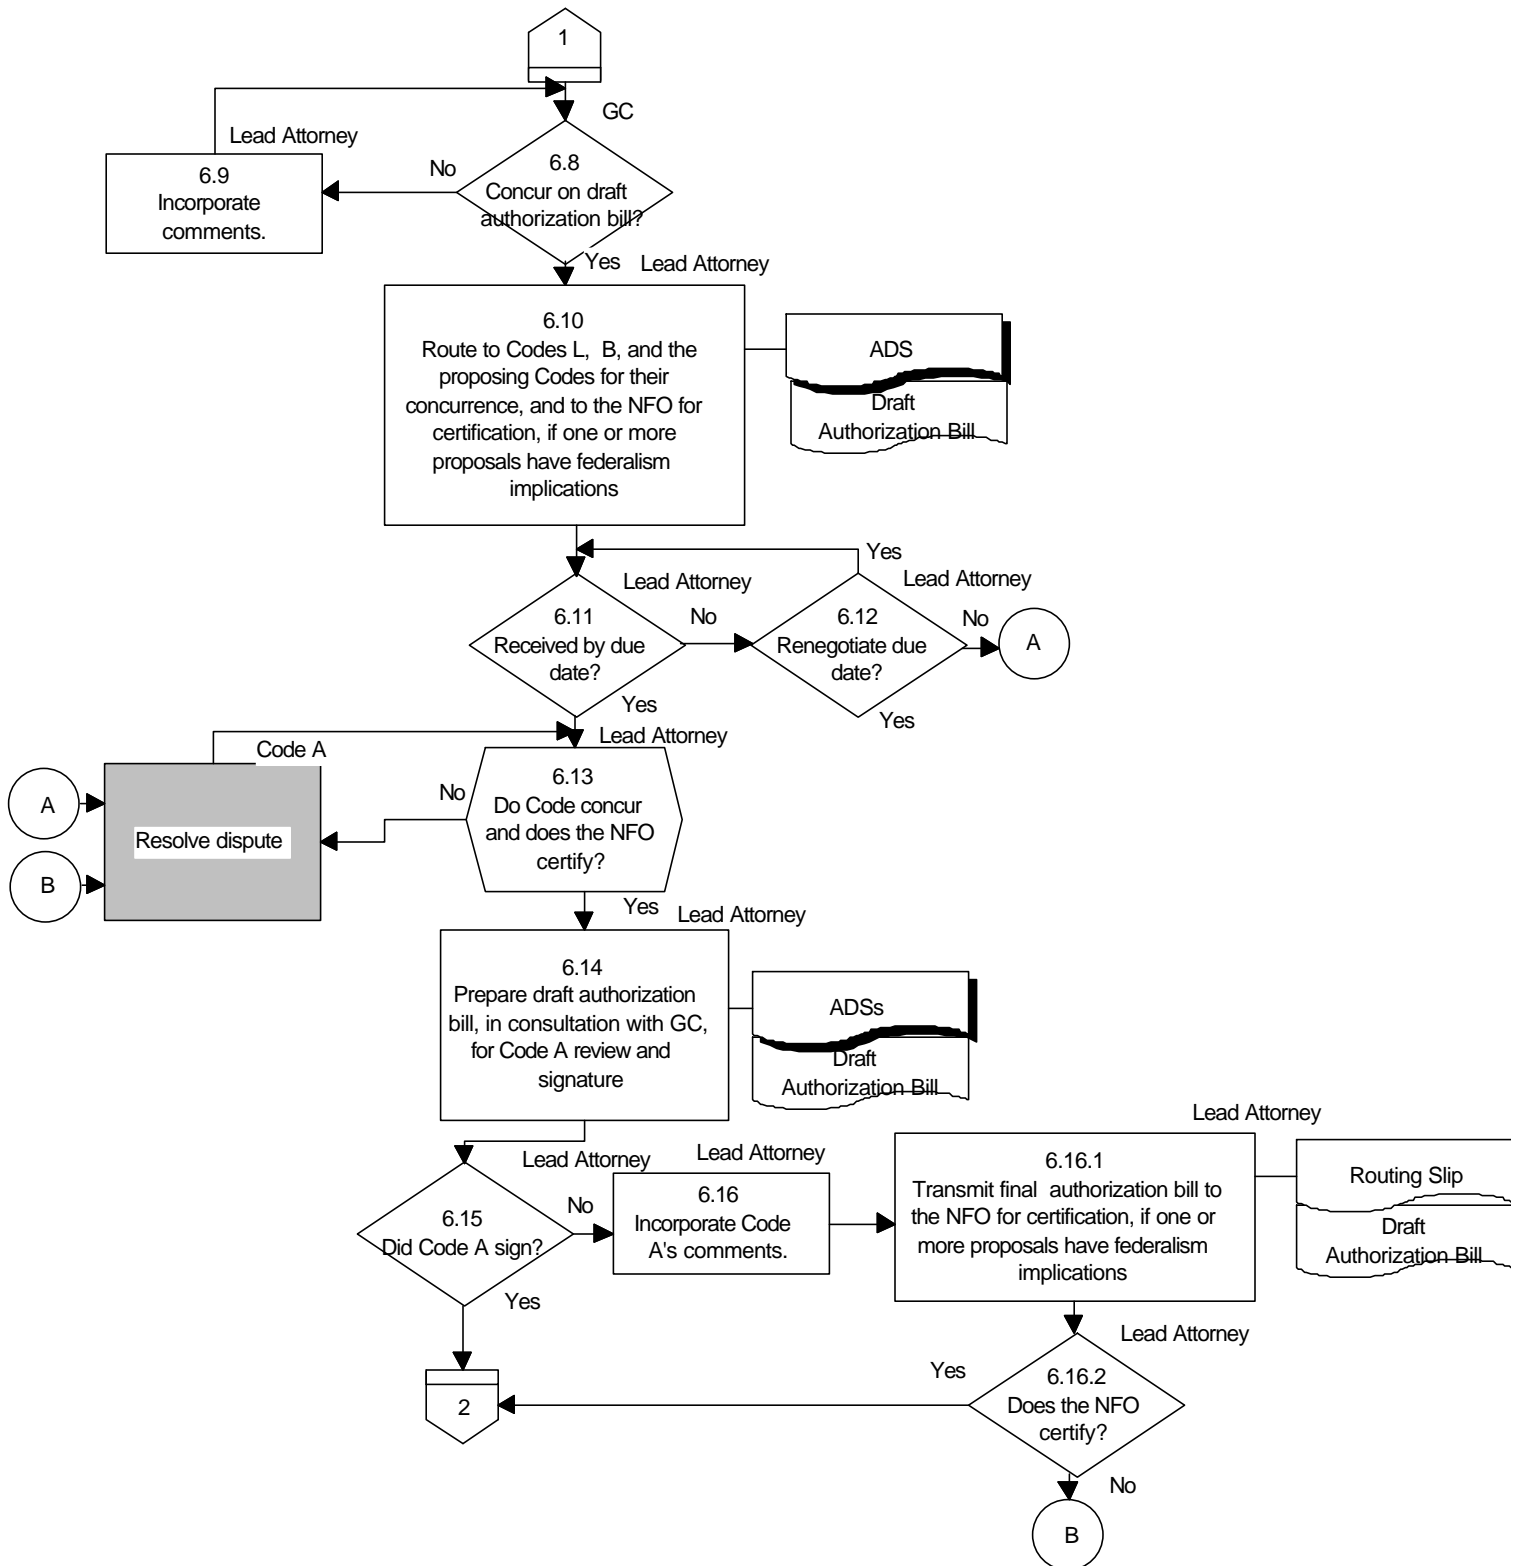 1
GC
Lead Attorney
6.9
Incorporate
comments.
No
6.8
Concur on draft
authorization bill?
Yes
Lead Attorney
6.10
Route to Codes L, B, and the
proposing Codes for their
concurrence, and to the NFO for
certification, if one or more
proposals have federalism
implications
ADS
Draft
Authorization Bill
Yes
Lead Attorney
Lead Attorney
6.11
Received by due
date?
No
6.12
Renegotiate due
date?
No
A
Yes
Yes
Lead Attorney
Code A
A
B
Resolve dispute
No
6.13
Do Code concur
and does the NFO
certify?
Yes
Lead Attorney
6.14
Prepare draft authorization
bill, in consultation with GC,
for Code A review and
signature
ADSs
Draft
Authorization Bill
Lead Attorney
6.15
Did Code A sign?
No
Yes
Lead Attorney
6.16
Incorporate Code
A's comments.
Lead Attorney
6.16.1
Transmit final authorization bill to
the NFO for certification, if one or
more proposals have federalism
implications
Routing Slip
Draft
Authorization Bill
Lead Attorney
6.16.2
Does the NFO
certify?
Yes
2
No
B